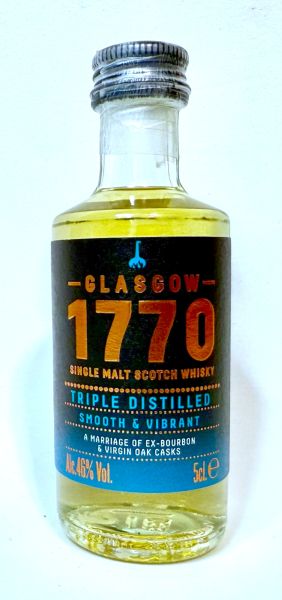 GLASGOW
1770
SINGLE MALT SCOTCH WHISKY
TRIPLE DISTILLED
SMOOTH & VIBRANT
A MARRIAGE OF EX-BOURBON
& VIRGIN OAK CASKS
Alc.46% Vol. 5cl ℮